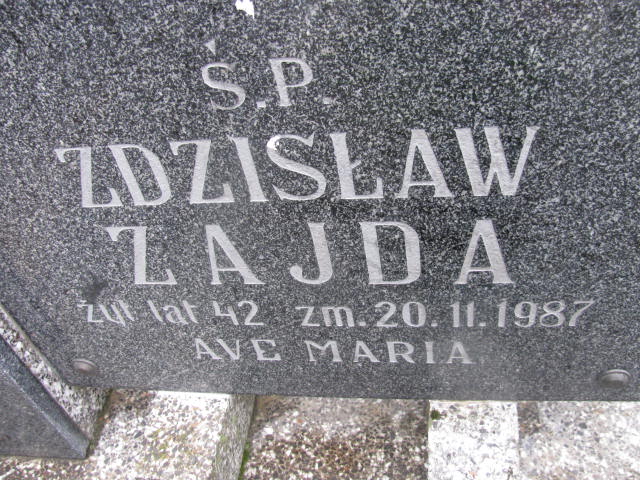 Ś.P.
ZDZISŁAW
ZAJDA
żył lat 42 zm. 20.11.1987
AVE MARIA